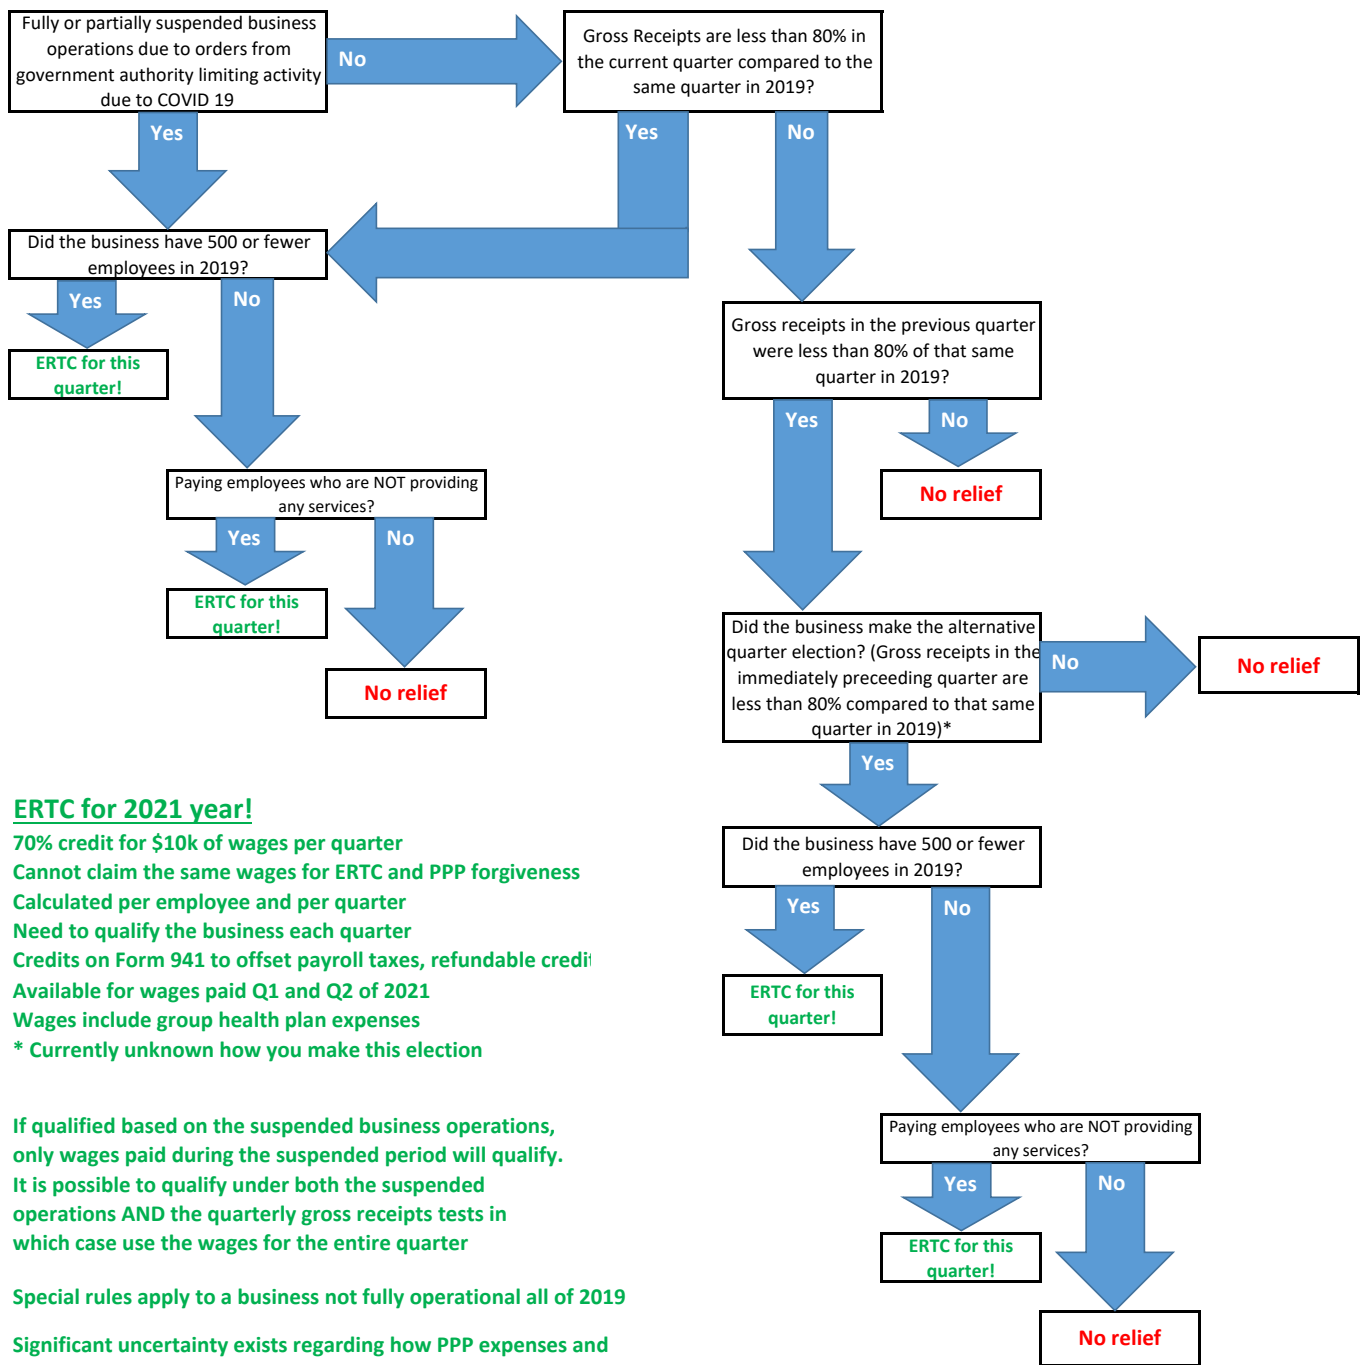 Fully or partially suspended business
operations due to orders from
government authority limiting activity
due to COVID 19
No
Gross Receipts are less than 80% in
the current quarter compared to the
same quarter in 2019?
Yes
Yes
No
Did the business have 500 or fewer
employees in 2019?
Yes
No
ERTC for this
quarter!
Gross receipts in the previous quarter
were less than 80% of that same
quarter in 2019?
Yes
No
No relief
Paying employees who are NOT providing
any services?
Yes
No
ERTC for this
quarter!
No relief
Did the business make the alternative
quarter election? (Gross receipts in the
immediately preceeding quarter are
less than 80% compared to that same
quarter in 2019)*
No
No relief
Yes
Did the business have 500 or fewer
employees in 2019?
Yes
No
ERTC for this
quarter!
Paying employees who are NOT providing
any services?
Yes
No
ERTC for this
quarter!
No relief
ERTC for 2021 year!
70% credit for $10k of wages per quarter
Cannot claim the same wages for ERTC and PPP forgiveness
Calculated per employee and per quarter
Need to qualify the business each quarter
Credits on Form 941 to offset payroll taxes, refundable credit
Available for wages paid Q1 and Q2 of 2021
Wages include group health plan expenses
* Currently unknown how you make this election
If qualified based on the suspended business operations,
only wages paid during the suspended period will qualify.
It is possible to qualify under both the suspended
operations AND the quarterly gross receipts tests in
which case use the wages for the entire quarter
Special rules apply to a business not fully operational all of 2019
Significant uncertainty exists regarding how PPP expenses and